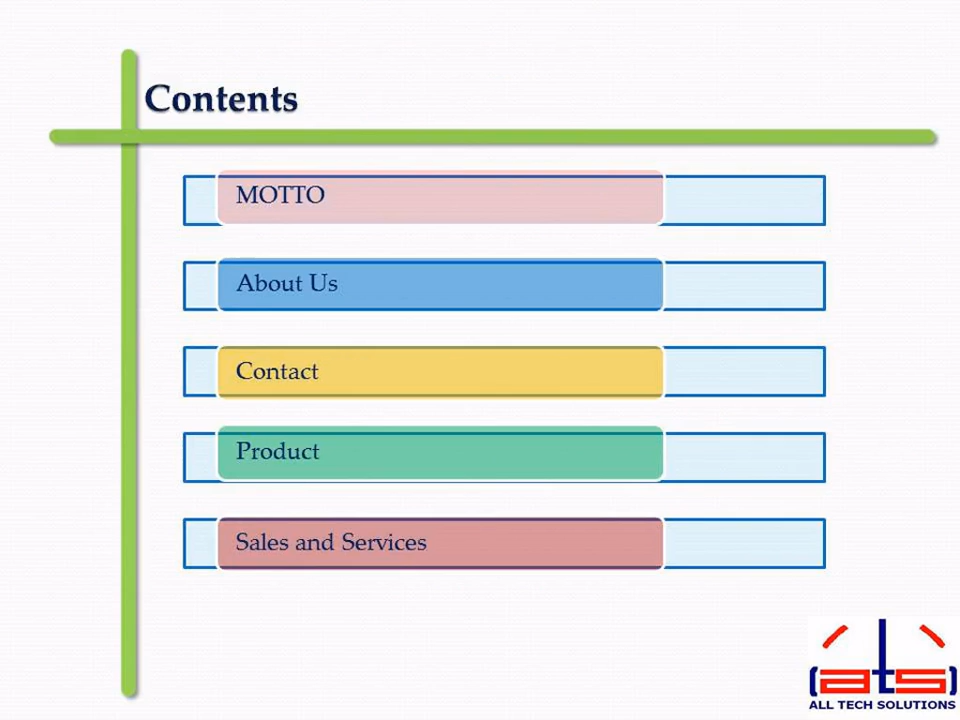 Contents
MOTTO
About Us
Contact
Product
Sales and Services
(ats)
ALL TECH SOLUTIONS